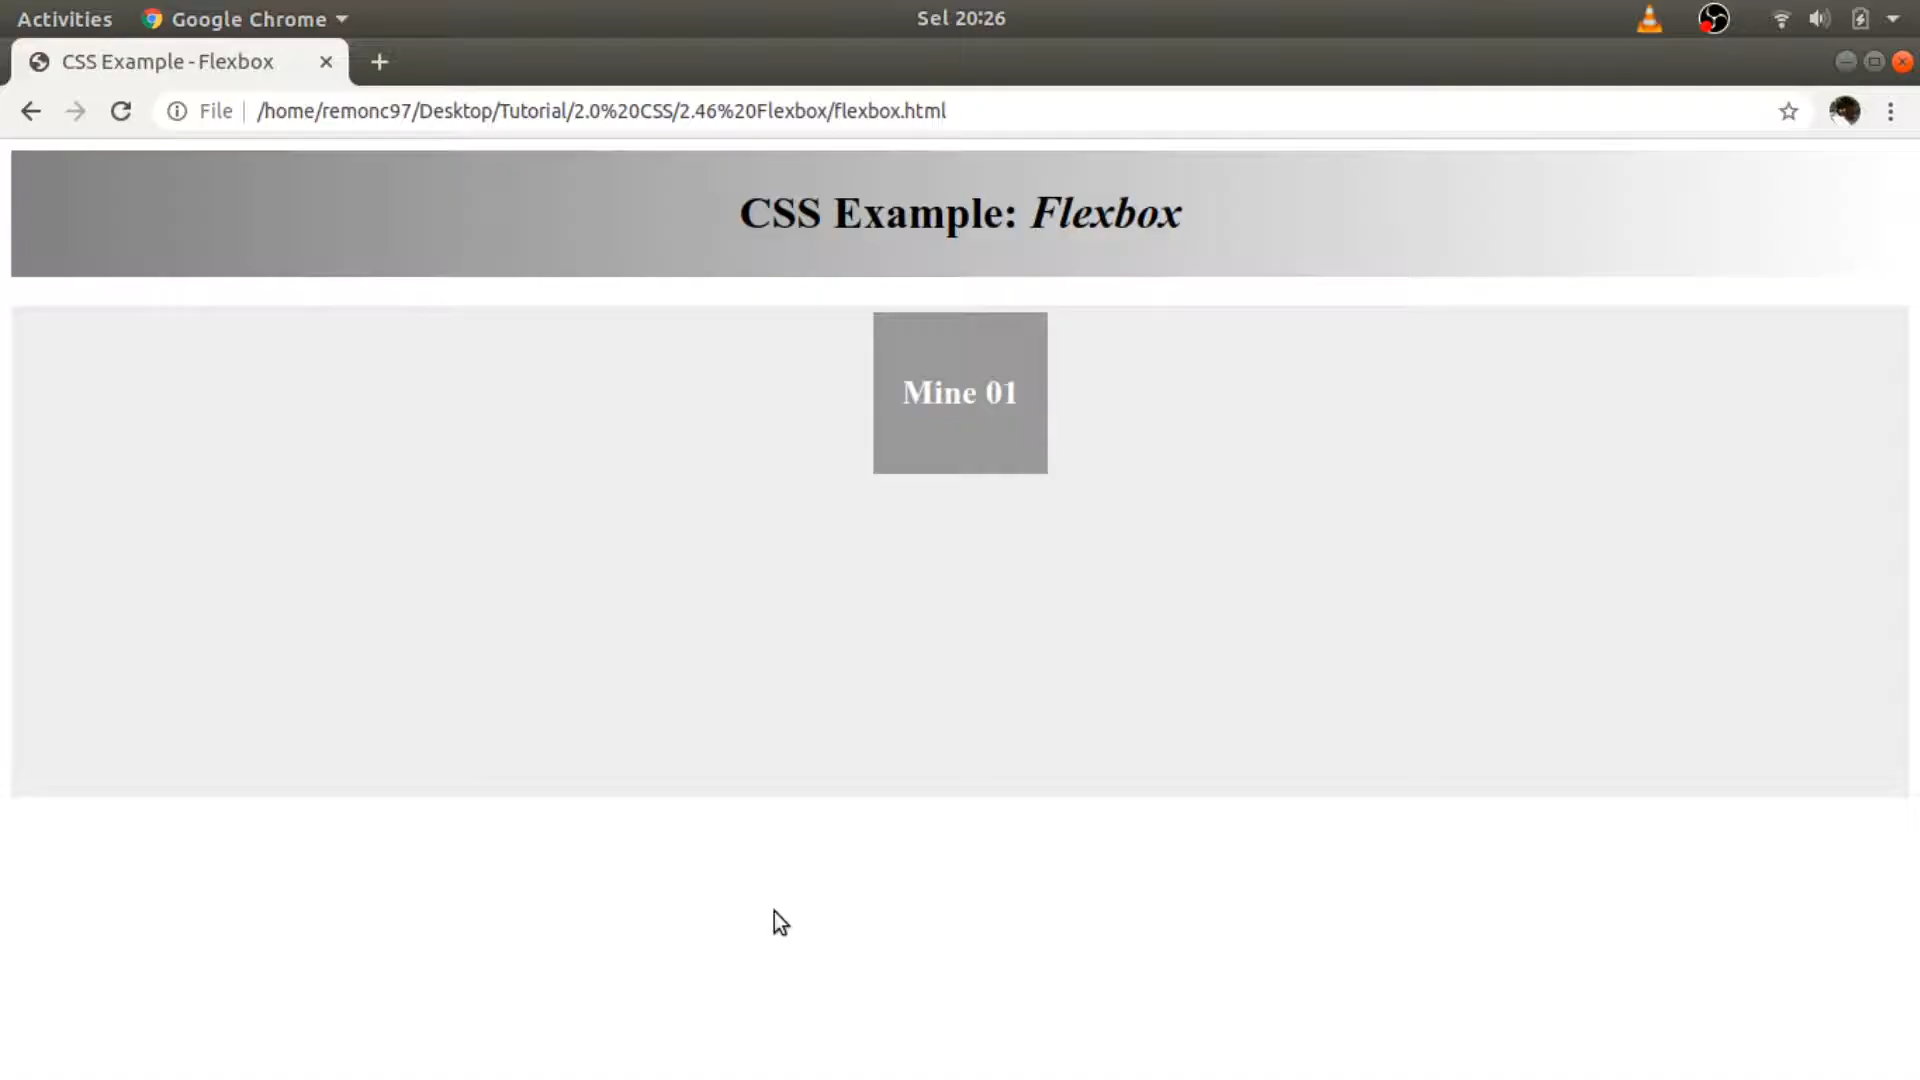 Activities
Google Chrome
Sel 20:26
CSS Example - Flexbox
File
/home/remonc97/Desktop/Tutorial/2.0%20CSS/2.46%20Flexbox/flexbox.html
CSS Example: Flexbox
Mine 01